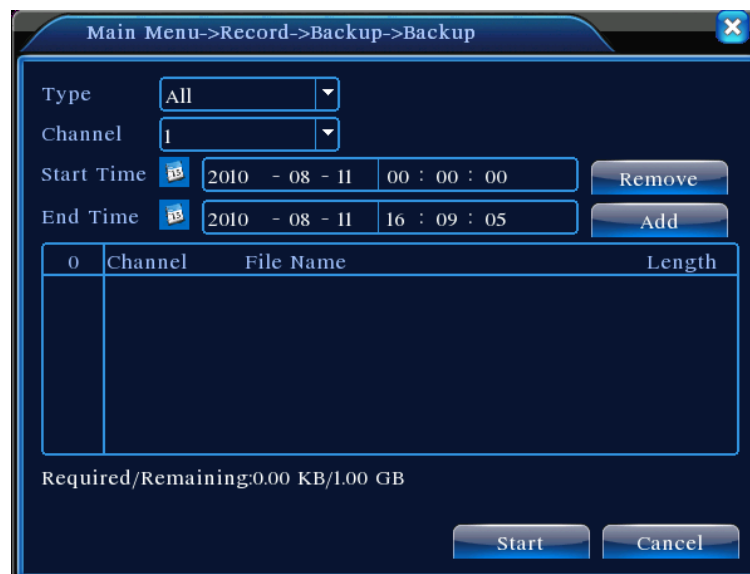 Main Menu->Record->Backup->Backup
Type All
Channel 1
Start Time 15 2010 - 08 - 11 00 : 00 : 00 Remove
End Time 15 2010 - 08 - 11 16 : 09 : 05 Add
0 Channel File Name Length
Required/Remaining:0.00 KB/1.00 GB
Start Cancel